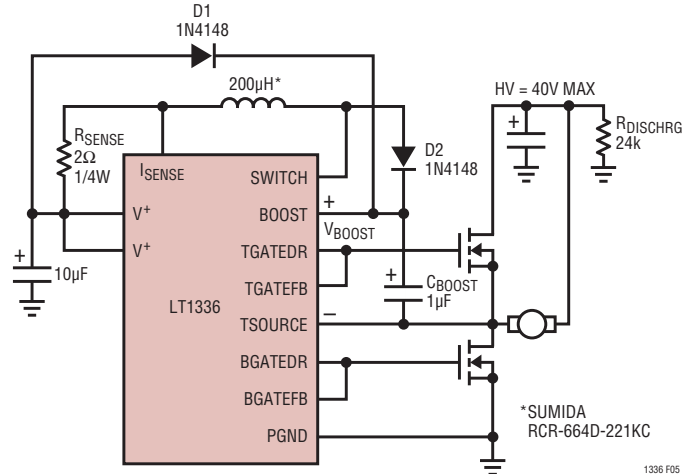 D1
1N4148
200µH*
HV = 40V MAX
+
RSENSE
2Ω
1/4W
ISENSE
SWITCH
D2
1N4148
RDISCHRG
24k
V+
BOOST
+
VBOOST
V+
TGATEDR
+
10µF
TGATEFB
+
CBOOST
1µF
LT1336
TSOURCE
–
BGATEDR
BGATEFB
PGND
*SUMIDA
RCR-664D-221KC
1336 F05